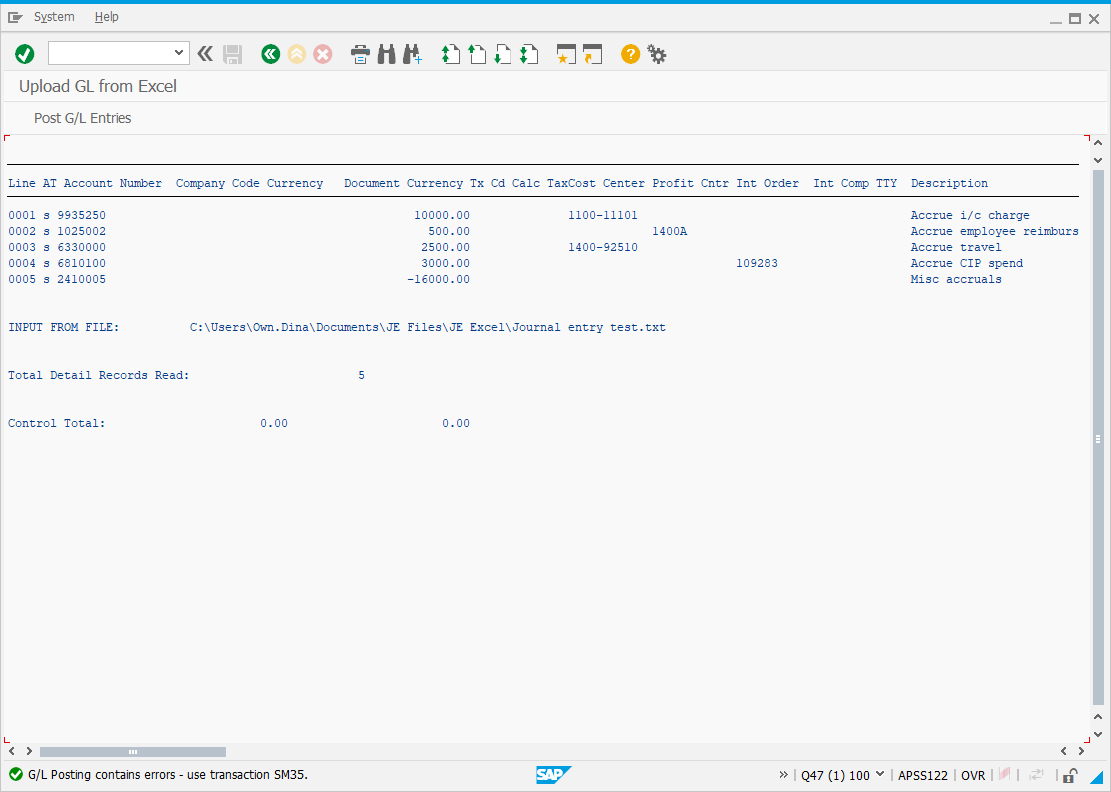 System Help
Upload GL from Excel
Post G/L Entries
Line AT Account Number Company Code Currency Document Currency Tx Cd Calc TaxCost Center Profit Cntr Int Order Int Comp TTY Description
0001 s 9935250 10000.00 1100-11101 Accrue i/c charge
0002 s 1025002 500.00 1400A Accrue employee reimburs
0003 s 6330000 2500.00 1400-92510 Accrue travel
0004 s 6810100 3000.00 109283 Accrue CIP spend
0005 s 2410005 -16000.00 Misc accruals
INPUT FROM FILE: C:\Users\Own.Dina\Documents\JE Files\JE Excel\Journal entry test.txt
Total Detail Records Read: 5
Control Total: 0.00 0.00
G/L Posting contains errors - use transaction SM35. SAP Q47 (1) 100 APSS122 OVR